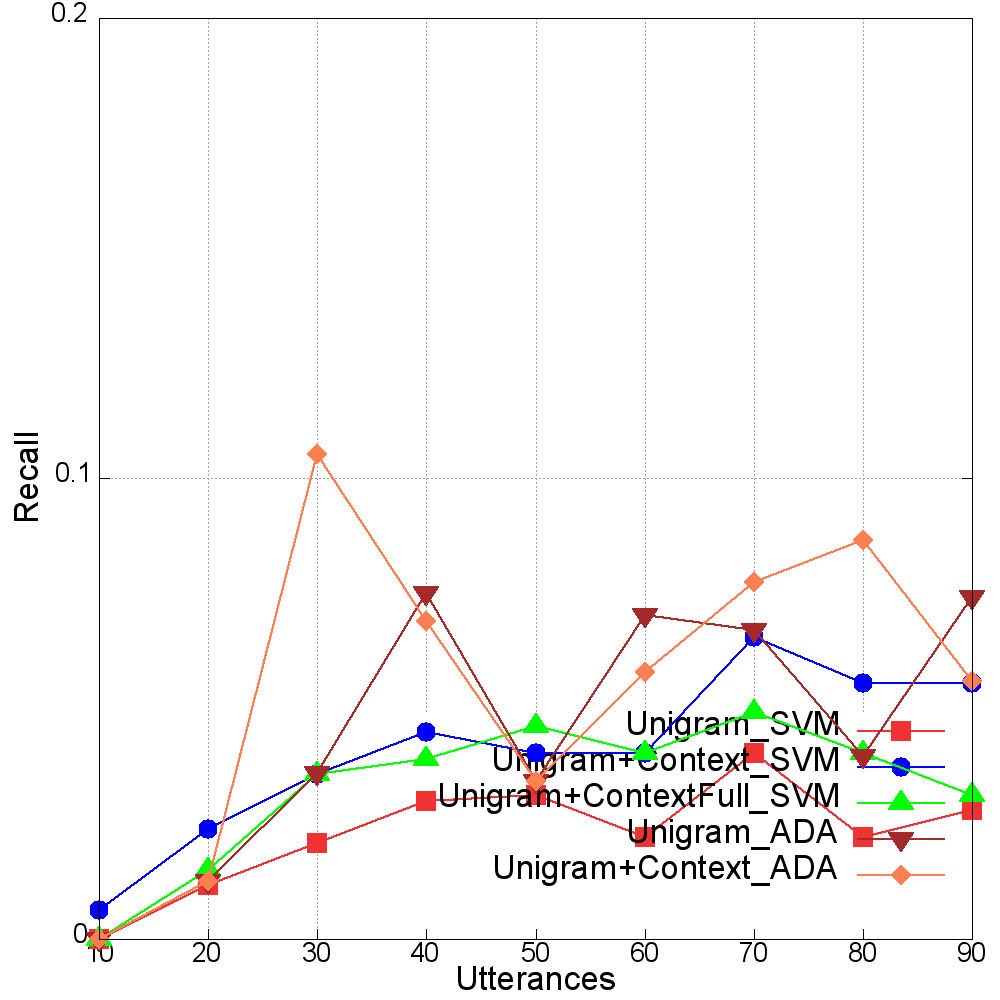 0.2
0.1
0
Recall
Unigram_SVM
Unigram+Context_SVM
Unigram+ContextFull_SVM
Unigram_ADA
Unigram+Context_ADA
10 20 30 40 50 60 70 80 90
Utterances